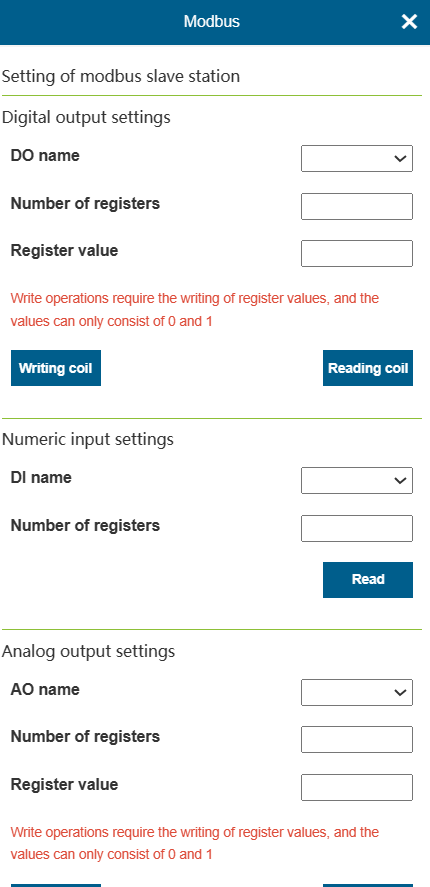 Modbus
Setting of modbus slave station
Digital output settings
DO name
Number of registers
Register value
Write operations require the writing of register values, and the
values can only consist of 0 and 1
Writing coil
Reading coil
Numeric input settings
DI name
Number of registers
Read
Analog output settings
AO name
Number of registers
Register value
Write operations require the writing of register values, and the
values can only consist of 0 and 1